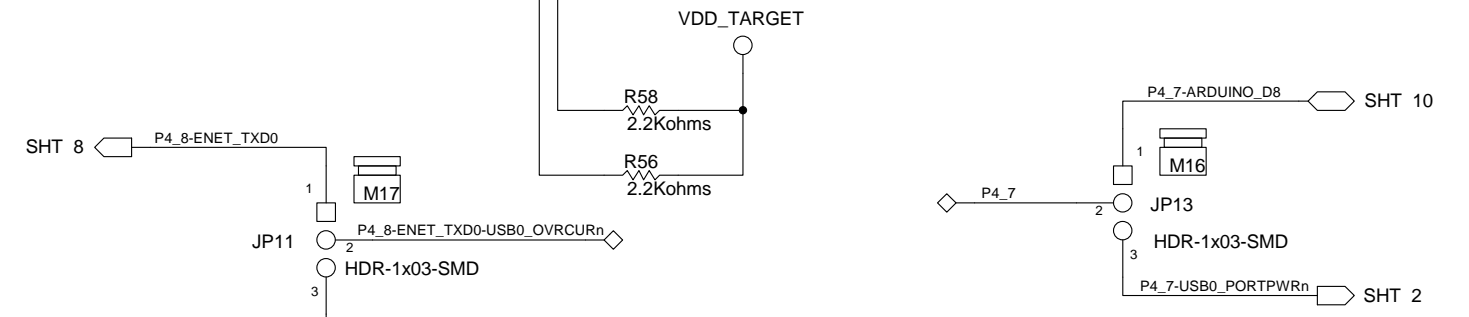 VDD_TARGET
R58
2.2Kohms
P4_7-ARDUINO_D8
SHT 10
SHT 8
P4_8-ENET_TXD0
R56
2.2Kohms
1
M17
1
M16
P4_7
2
JP13
JP11
2
P4_8-ENET_TXD0-USB0_OVRCURn
HDR-1x03-SMD
3
HDR-1x03-SMD
3
P4_7-USB0_PORTPWRn
SHT 2